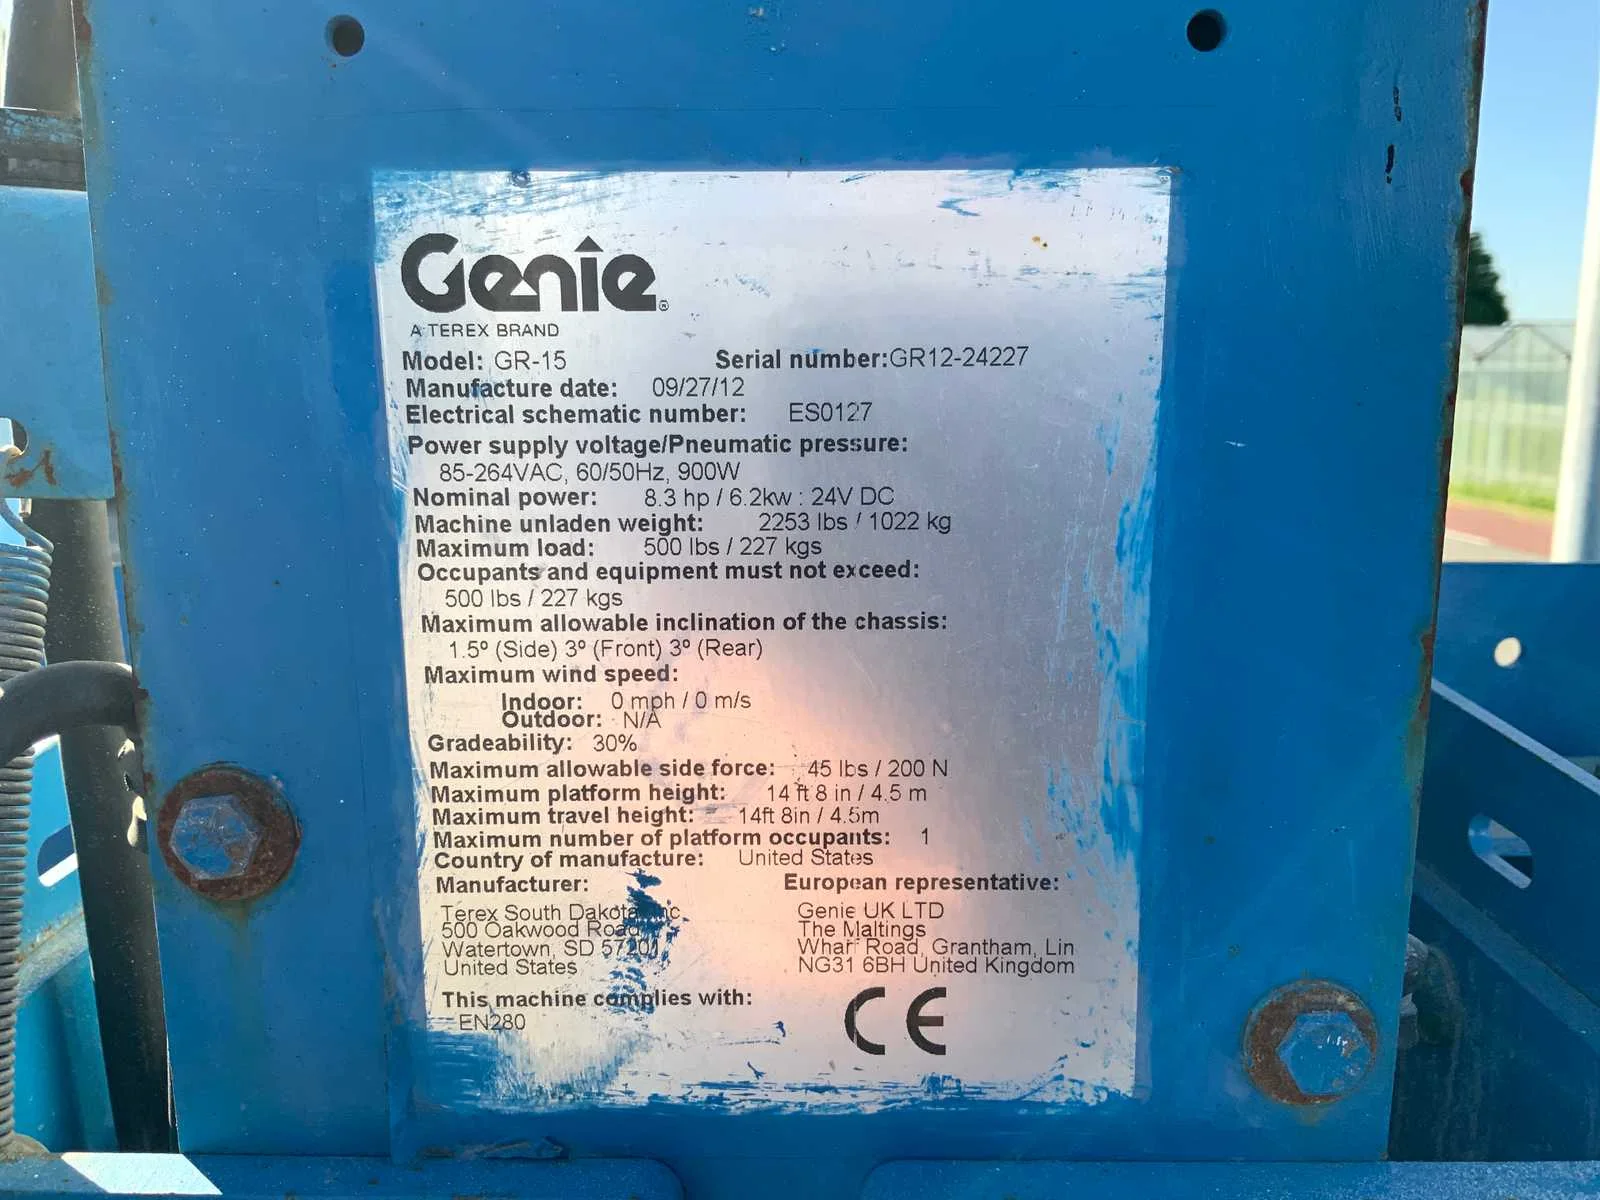 Genie®
A TEREX BRAND
Model: GR-15 Serial number:GR12-24227
Manufacture date: 09/27/12
Electrical schematic number: ES0127
Power supply voltage/Pneumatic pressure:
85-264VAC, 60/50Hz, 900W
Nominal power: 8.3 hp / 6.2kw : 24V DC
Machine unladen weight: 2253 lbs / 1022 kg
Maximum load: 500 lbs / 227 kgs
Occupants and equipment must not exceed:
500 lbs / 227 kgs
Maximum allowable inclination of the chassis:
1.5º (Side) 3º (Front) 3º (Rear)
Maximum wind speed:
Indoor: 0 mph / 0 m/s
Outdoor: N/A
Gradeability: 30%
Maximum allowable side force: 45 lbs / 200 N
Maximum platform height: 14 ft 8 in / 4.5 m
Maximum travel height: 14ft 8in / 4.5m
Maximum number of platform occupants: 1
Country of manufacture: United States
Manufacturer: European representative:
Terex South Dakota, Inc Genie UK LTD
500 Oakwood Road The Maltings
Watertown, SD 57201, Wharf Road, Grantham, Lin
United States NG31 6BH United Kingdom
This machine complies with:
EN280
CE